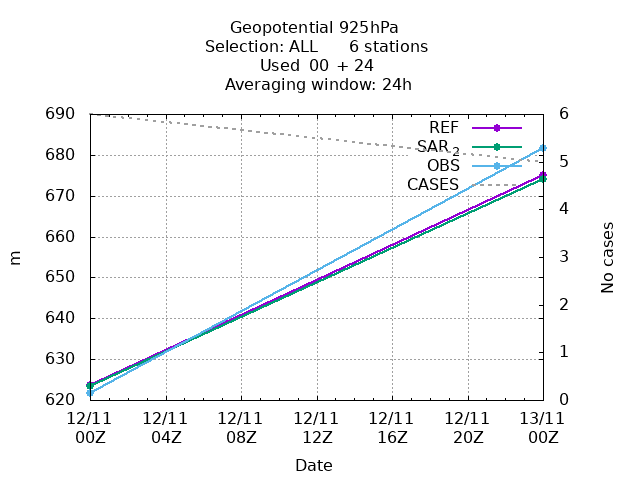 Geopotential 925hPa
Selection: ALL 6 stations
Used 00 + 24
Averaging window: 24h
690
680
670
660
650
640
630
620
m
6
5
4
3
2
1
0
No cases
REF
SAR 2
OBS
CASES
12/11 12/11 12/11 12/11 12/11 12/11 13/11
00Z 04Z 08Z 12Z 16Z 20Z 00Z
Date